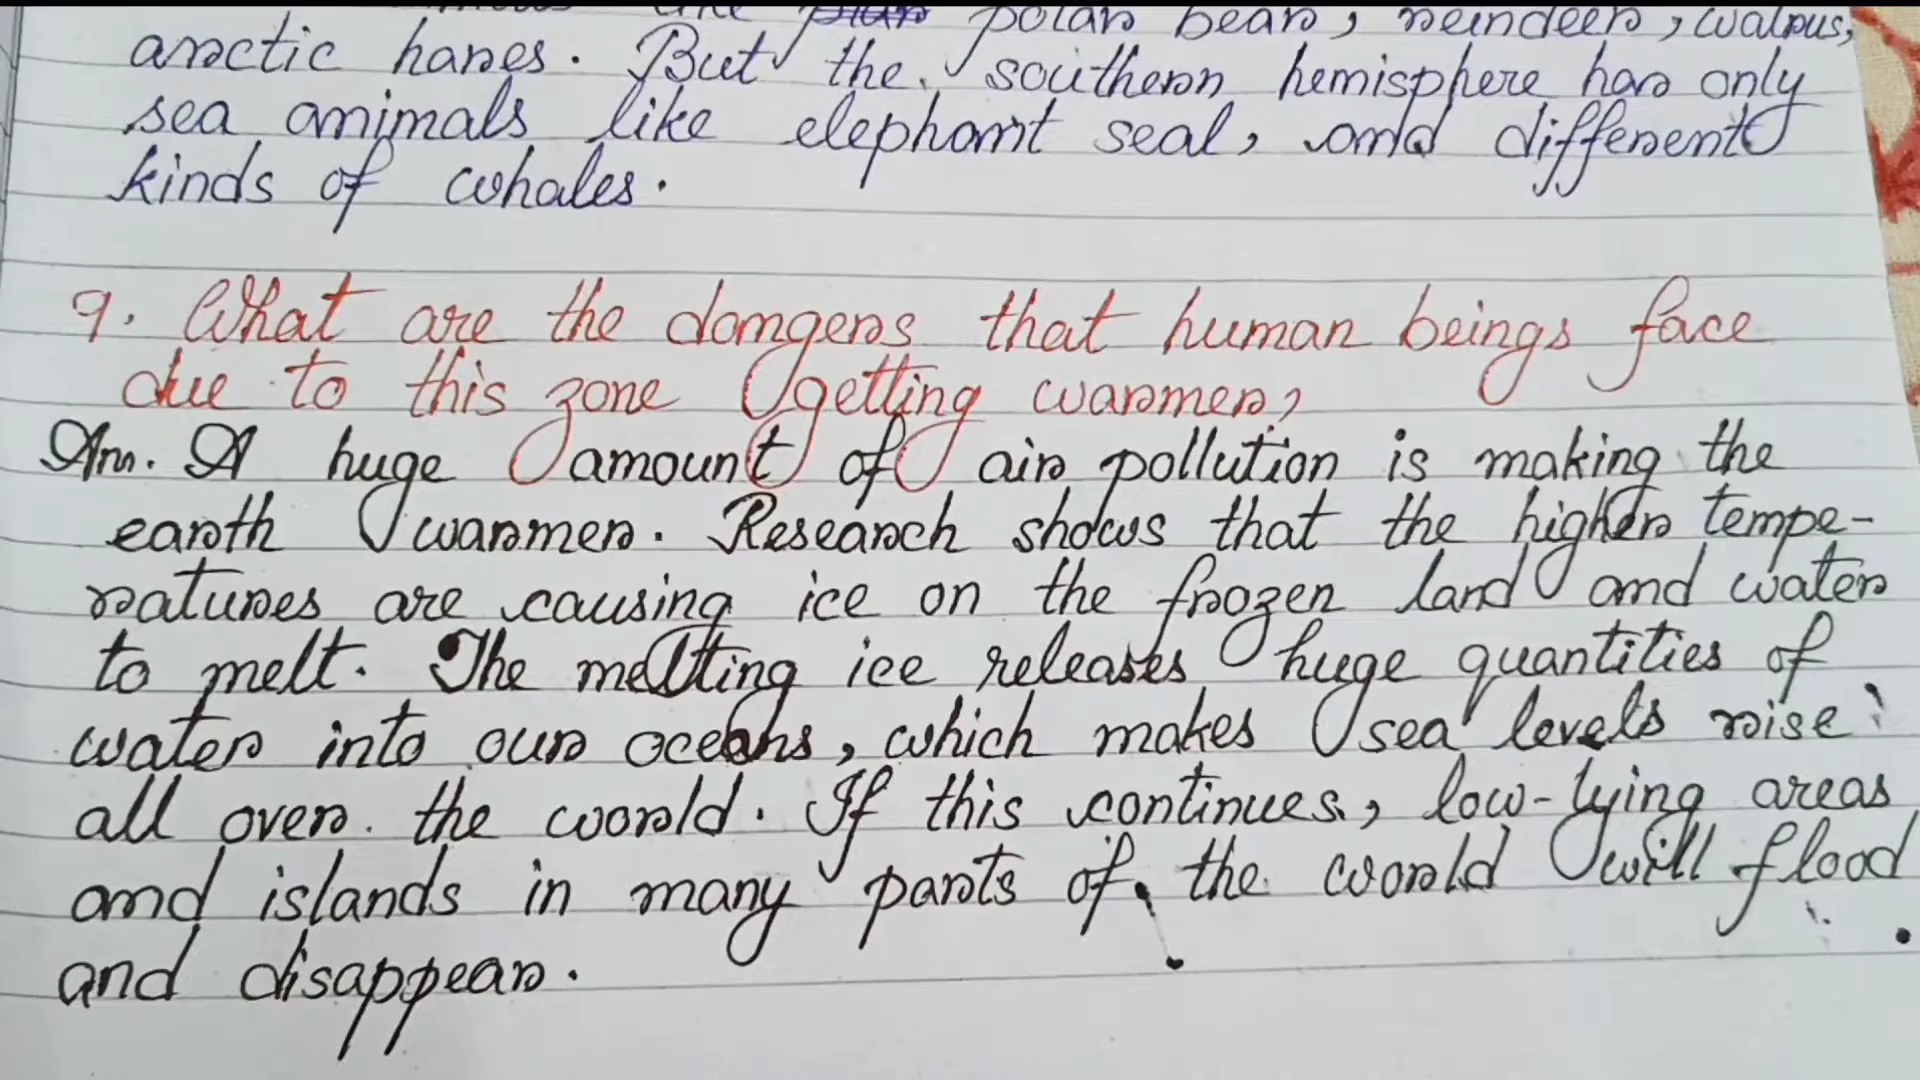 like polar bear, reindeer, walrus,
arctic hares. But the southern hemisphere has only
sea animals like elephant seal, and different
kinds of whales.
9. What are the dangers that human beings face
due to this zone getting warmer?
Ans. A huge amount of air pollution is making the
earth warmer. Research shows that the higher tempe-
ratures are causing ice on the frozen land and water
to melt. The melting ice releases huge quantities of
water into our oceans, which makes sea levels rise
all over the world. If this continues, low-lying areas
and islands in many parts of the world will flood
and disappear.